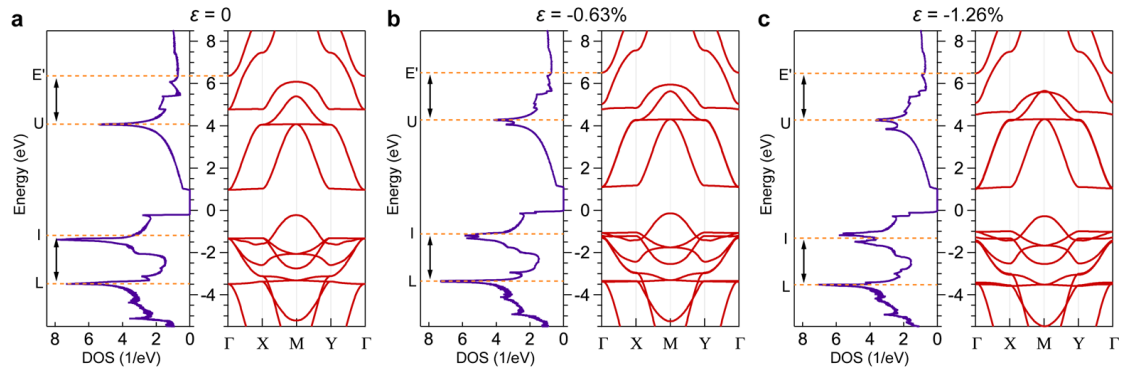 a
ε = 0
b
ε = -0.63%
c
ε = -1.26%
Energy (eV)
E'
U
I
L
8
6
4
2
0
-2
-4
8 6 4 2 0
DOS (1/eV)
Γ X M Y Γ
Energy (eV)
E'
U
I
L
8
6
4
2
0
-2
-4
8 6 4 2 0
DOS (1/eV)
Γ X M Y Γ
Energy (eV)
E'
U
I
L
8
6
4
2
0
-2
-4
8 6 4 2 0
DOS (1/eV)
Γ X M Y Γ